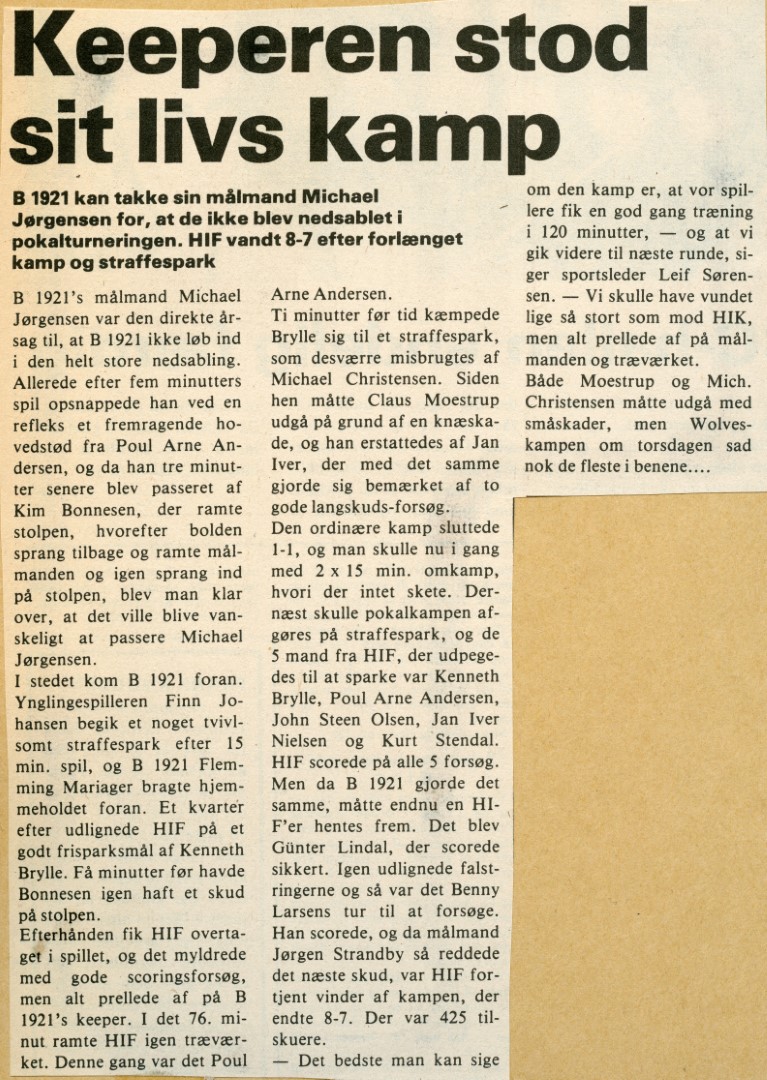 Keeperen stod
sit livs kamp
B 1921 kan takke sin målmand Michael
Jørgensen for, at de ikke blev nedsablet i
pokalturneringen. HIF vandt 8-7 efter forlænget
kamp og straffespark
B 1921's målmand Michael
Jørgensen var den direkte år-
sag til, at B 1921 ikke løb ind
i den helt store nedsabling.
Allerede efter fem minutters
spil opsnappede han ved en
refleks et fremragende ho-
vedstød fra Poul Arne An-
dersen, og da han tre minut-
ter senere blev passeret af
Kim Bonnesen, der ramte
stolpen, hvorefter bolden
sprang tilbage og ramte mål-
manden og igen sprang ind
på stolpen, blev man klar
over, at det ville blive van-
skeligt at passere Michael
Jørgensen.
I stedet kom B 1921 foran.
Ynglingespilleren Finn Jo-
hansen begik et noget tvivl-
somt straffespark efter 15
min. spil, og B 1921 Flem-
ming Mariager bragte hjem-
meholdet foran. Et kvarter
efter udlignede HIF på et
godt frisparksmål af Kenneth
Brylle. Få minutter før havde
Bonnesen igen haft et skud
på stolpen.
Efterhånden fik HIF overta-
get i spillet, og det myldrede
med gode scoringsforsøg,
men alt prellede af på B
1921's keeper. I det 76. mi-
nut ramte HIF igen trævær-
ket. Denne gang var det Poul
Arne Andersen.
Ti minutter før tid kæmpede
Brylle sig til et straffespark,
som desværre misbrugtes af
Michael Christensen. Siden
hen måtte Claus Moestrup
udgå på grund af en knæska-
de, og han erstattedes af Jan
Iver, der med det samme
gjorde sig bemærket af to
gode langskuds-forsøg.
Den ordinære kamp sluttede
1-1, og man skulle nu i gang
med 2 x 15 min. omkamp,
hvori der intet skete. Der-
næst skulle pokalkampen af-
gøres på straffespark, og de
5 mand fra HIF, der udpege-
des til at sparke var Kenneth
Brylle, Poul Arne Andersen,
John Steen Olsen, Jan Iver
Nielsen og Kurt Stendal.
HIF scorede på alle 5 forsøg.
Men da B 1921 gjorde det
samme, måtte endnu en HI-
F'er hentes frem. Det blev
Günter Lindal, der scorede
sikkert. Igen udlignede falst-
ringerne og så var det Benny
Larsens tur til at forsøge.
Han scorede, og da målmand
Jørgen Strandby så reddede
det næste skud, var HIF for-
tjent vinder af kampen, der
endte 8-7. Der var 425 til-
skuere.
— Det bedste man kan sige
om den kamp er, at vor spil-
lere fik en god gang træning
i 120 minutter, — og at vi
gik videre til næste runde, si-
ger sportsleder Leif Søren-
sen. — Vi skulle have vundet
lige så stort som mod HIK,
men alt prellede af på mål-
manden og træværket.
Både Moestrup og Mich.
Christensen måtte udgå med
småskader, men Wolves-
kampen om torsdagen sad
nok de fleste i benene....